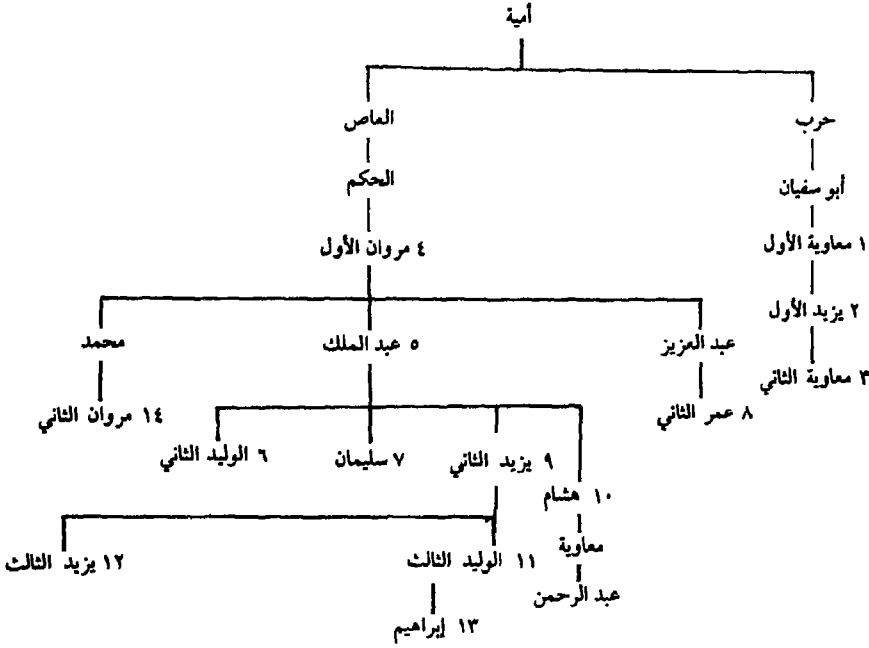 أمية
حرب
العاص
الحكم
أبو سفيان
٤ مروان الأول
١ معاوية الأول
٢ يزيد الأول
عبد العزيز
٥ عبد الملك
محمد
٣ معاوية الثاني
٨ عمر الثاني
١٤ مروان الثاني
٩ يزيد الثاني
٧ سليمان
٦ الوليد الثاني
١٠ هشام
معاوية
١١ الوليد الثالث
١٢ يزيد الثالث
عبد الرحمن
١٣ إبراهيم